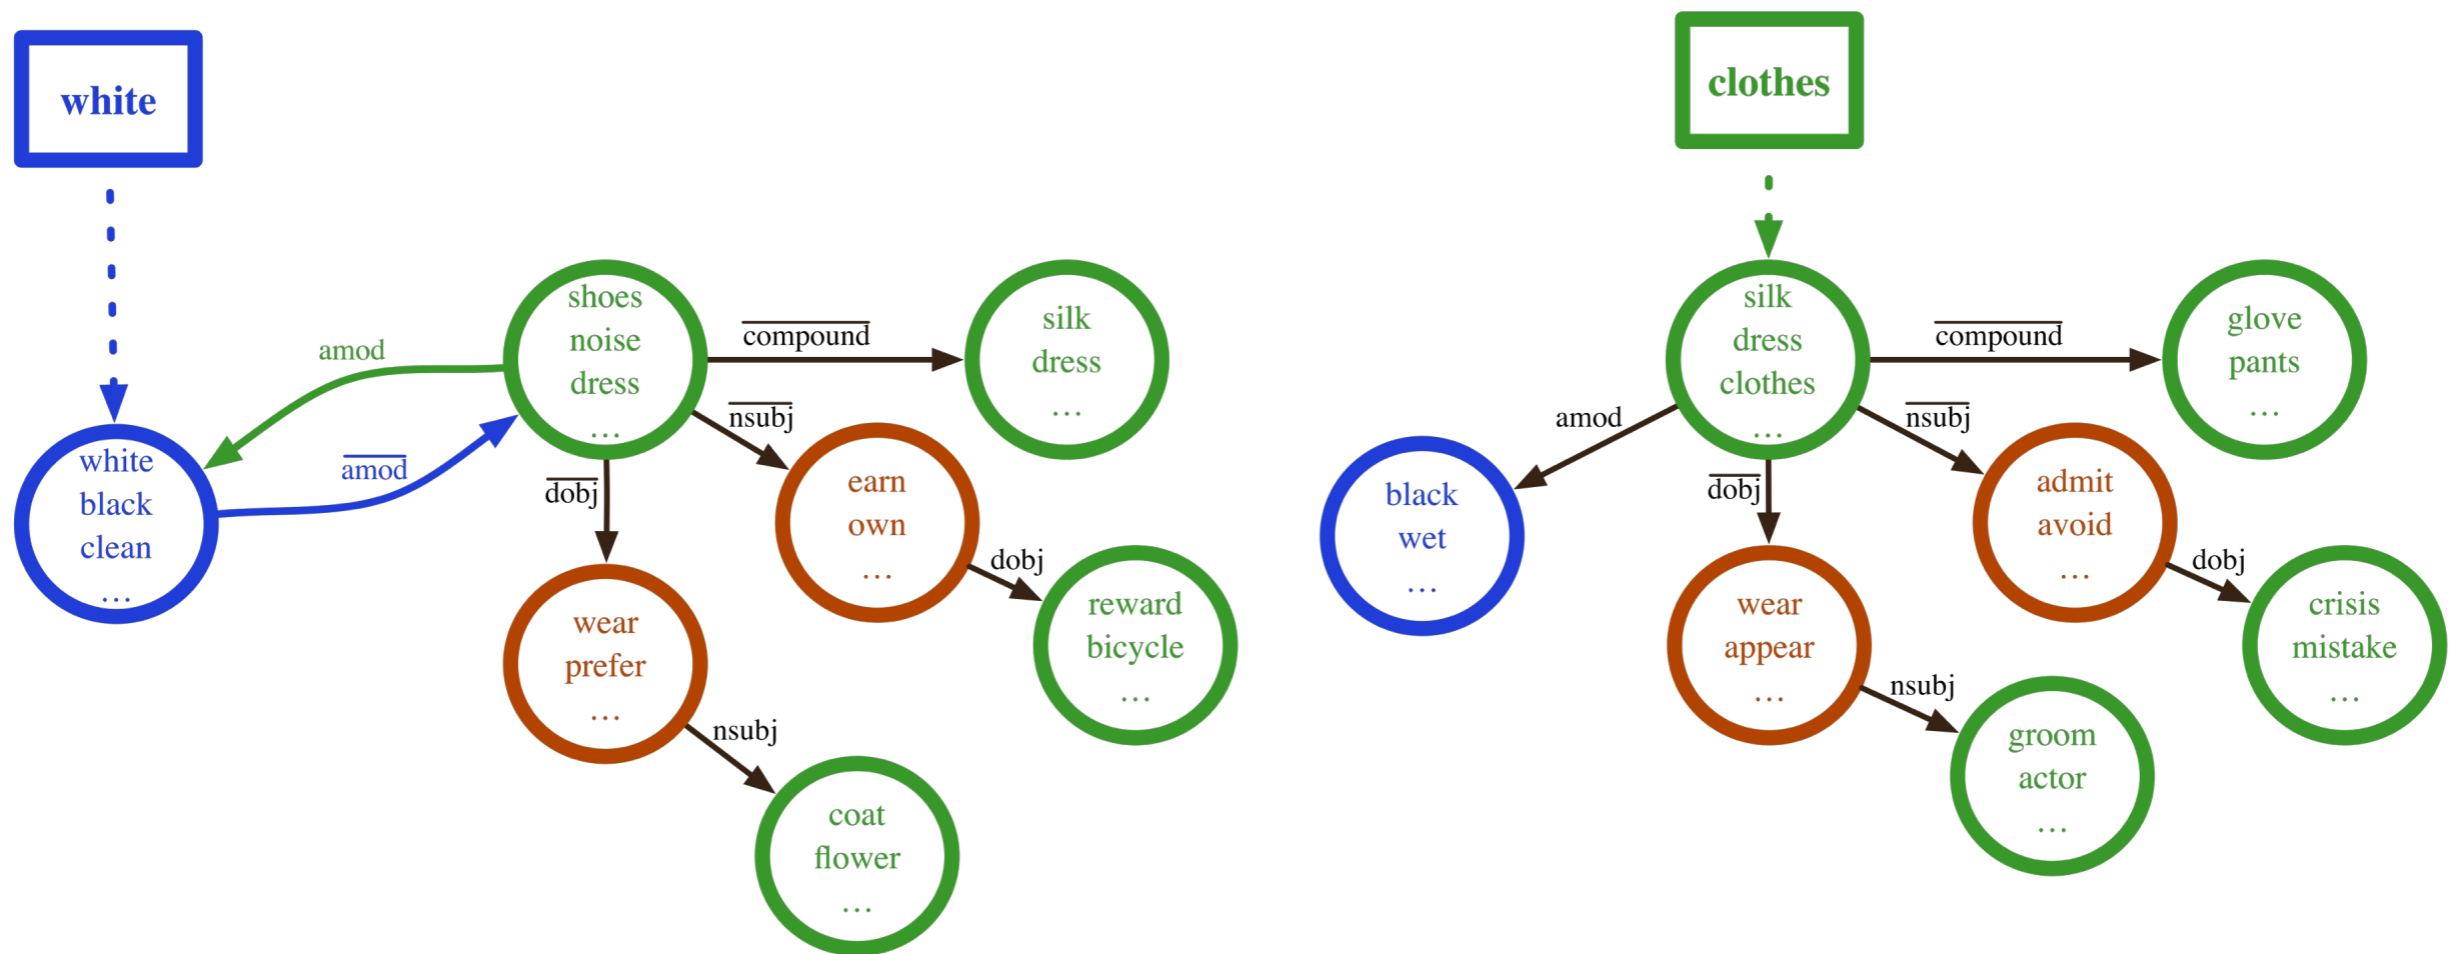 white
white
black
clean
…
amod
amod
shoes
noise
dress
…
compound
silk
dress
…
nsubj
earn
own
…
dobj
reward
bicycle
…
dobj
wear
prefer
…
nsubj
coat
flower
…
clothes
silk
dress
clothes
…
compound
glove
pants
…
amod
black
wet
…
nsubj
admit
avoid
…
dobj
crisis
mistake
…
dobj
wear
appear
…
nsubj
groom
actor
…